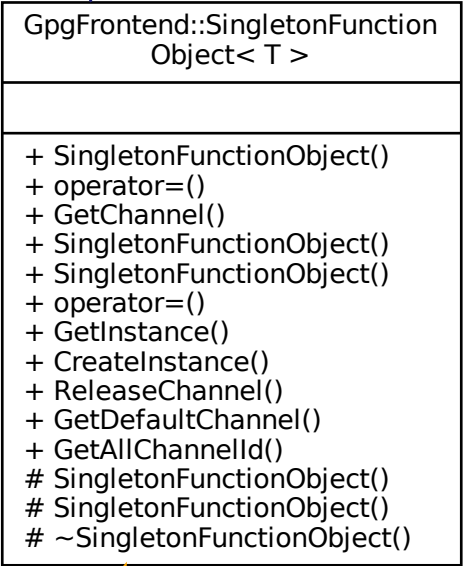 GpgFrontend::SingletonFunction
Object< T >
+ SingletonFunctionObject()
+ operator=()
+ GetChannel()
+ SingletonFunctionObject()
+ SingletonFunctionObject()
+ operator=()
+ GetInstance()
+ CreateInstance()
+ ReleaseChannel()
+ GetDefaultChannel()
+ GetAllChannelId()
# SingletonFunctionObject()
# SingletonFunctionObject()
# ~SingletonFunctionObject()